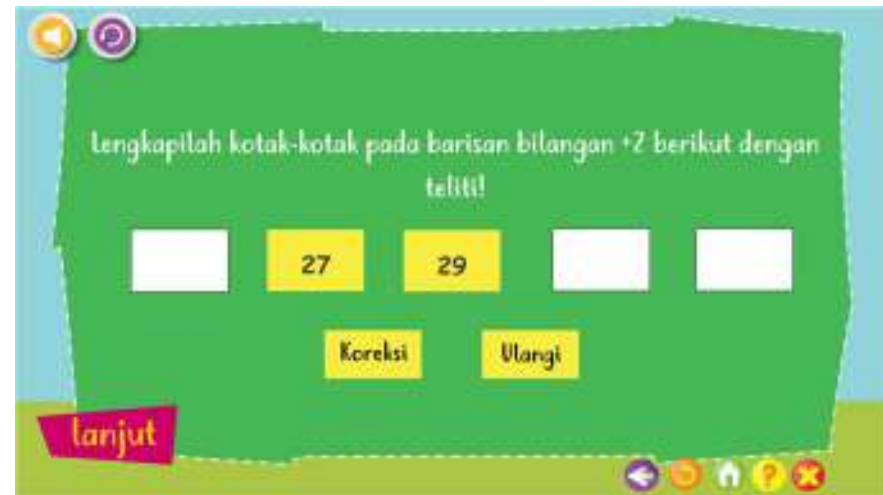 Lengkapilah kotak-kotak pada barisan bilangan +2 berikut dengan
teliti!
27 29
Koreksi Ulangi
lanjut
?